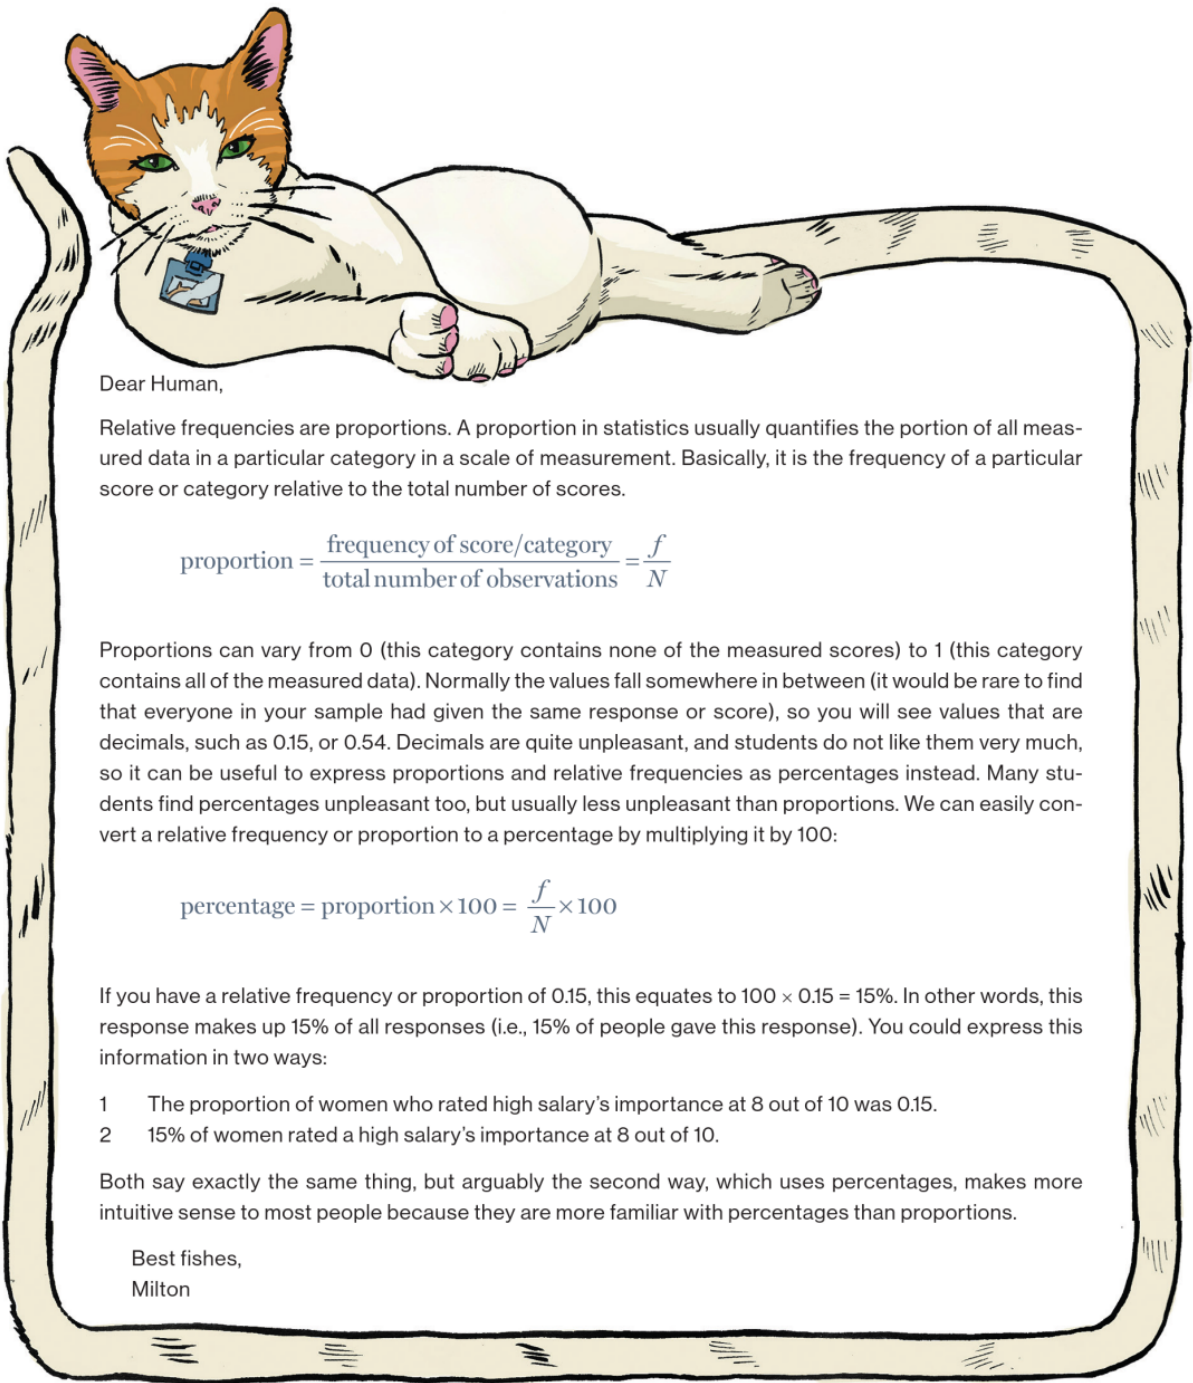 Dear Human,
Relative frequencies are proportions. A proportion in statistics usually quantifies the portion of all meas-
ured data in a particular category in a scale of measurement. Basically, it is the frequency of a particular
score or category relative to the total number of scores.
proportion = frequency of score/category / total number of observations = f / N
Proportions can vary from 0 (this category contains none of the measured scores) to 1 (this category
contains all of the measured data). Normally the values fall somewhere in between (it would be rare to find
that everyone in your sample had given the same response or score), so you will see values that are
decimals, such as 0.15, or 0.54. Decimals are quite unpleasant, and students do not like them very much,
so it can be useful to express proportions and relative frequencies as percentages instead. Many stu-
dents find percentages unpleasant too, but usually less unpleasant than proportions. We can easily con-
vert a relative frequency or proportion to a percentage by multiplying it by 100:
percentage = proportion × 100 = f / N × 100
If you have a relative frequency or proportion of 0.15, this equates to 100 × 0.15 = 15%. In other words, this
response makes up 15% of all responses (i.e., 15% of people gave this response). You could express this
information in two ways:
1 The proportion of women who rated high salary's importance at 8 out of 10 was 0.15.
2 15% of women rated a high salary's importance at 8 out of 10.
Both say exactly the same thing, but arguably the second way, which uses percentages, makes more
intuitive sense to most people because they are more familiar with percentages than proportions.
Best fishes,
Milton